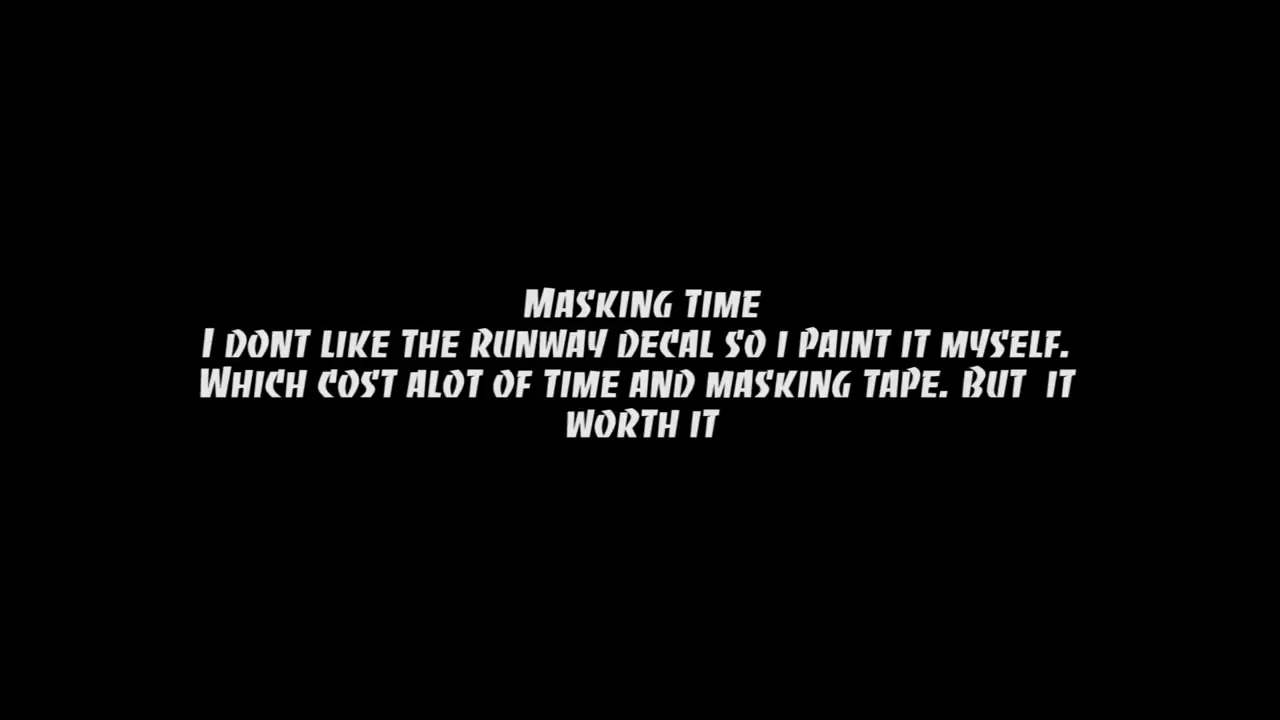 Masking time
I dont like the runway decal so i paint it myself.
Which cost alot of time and masking tape. But  it
worth it